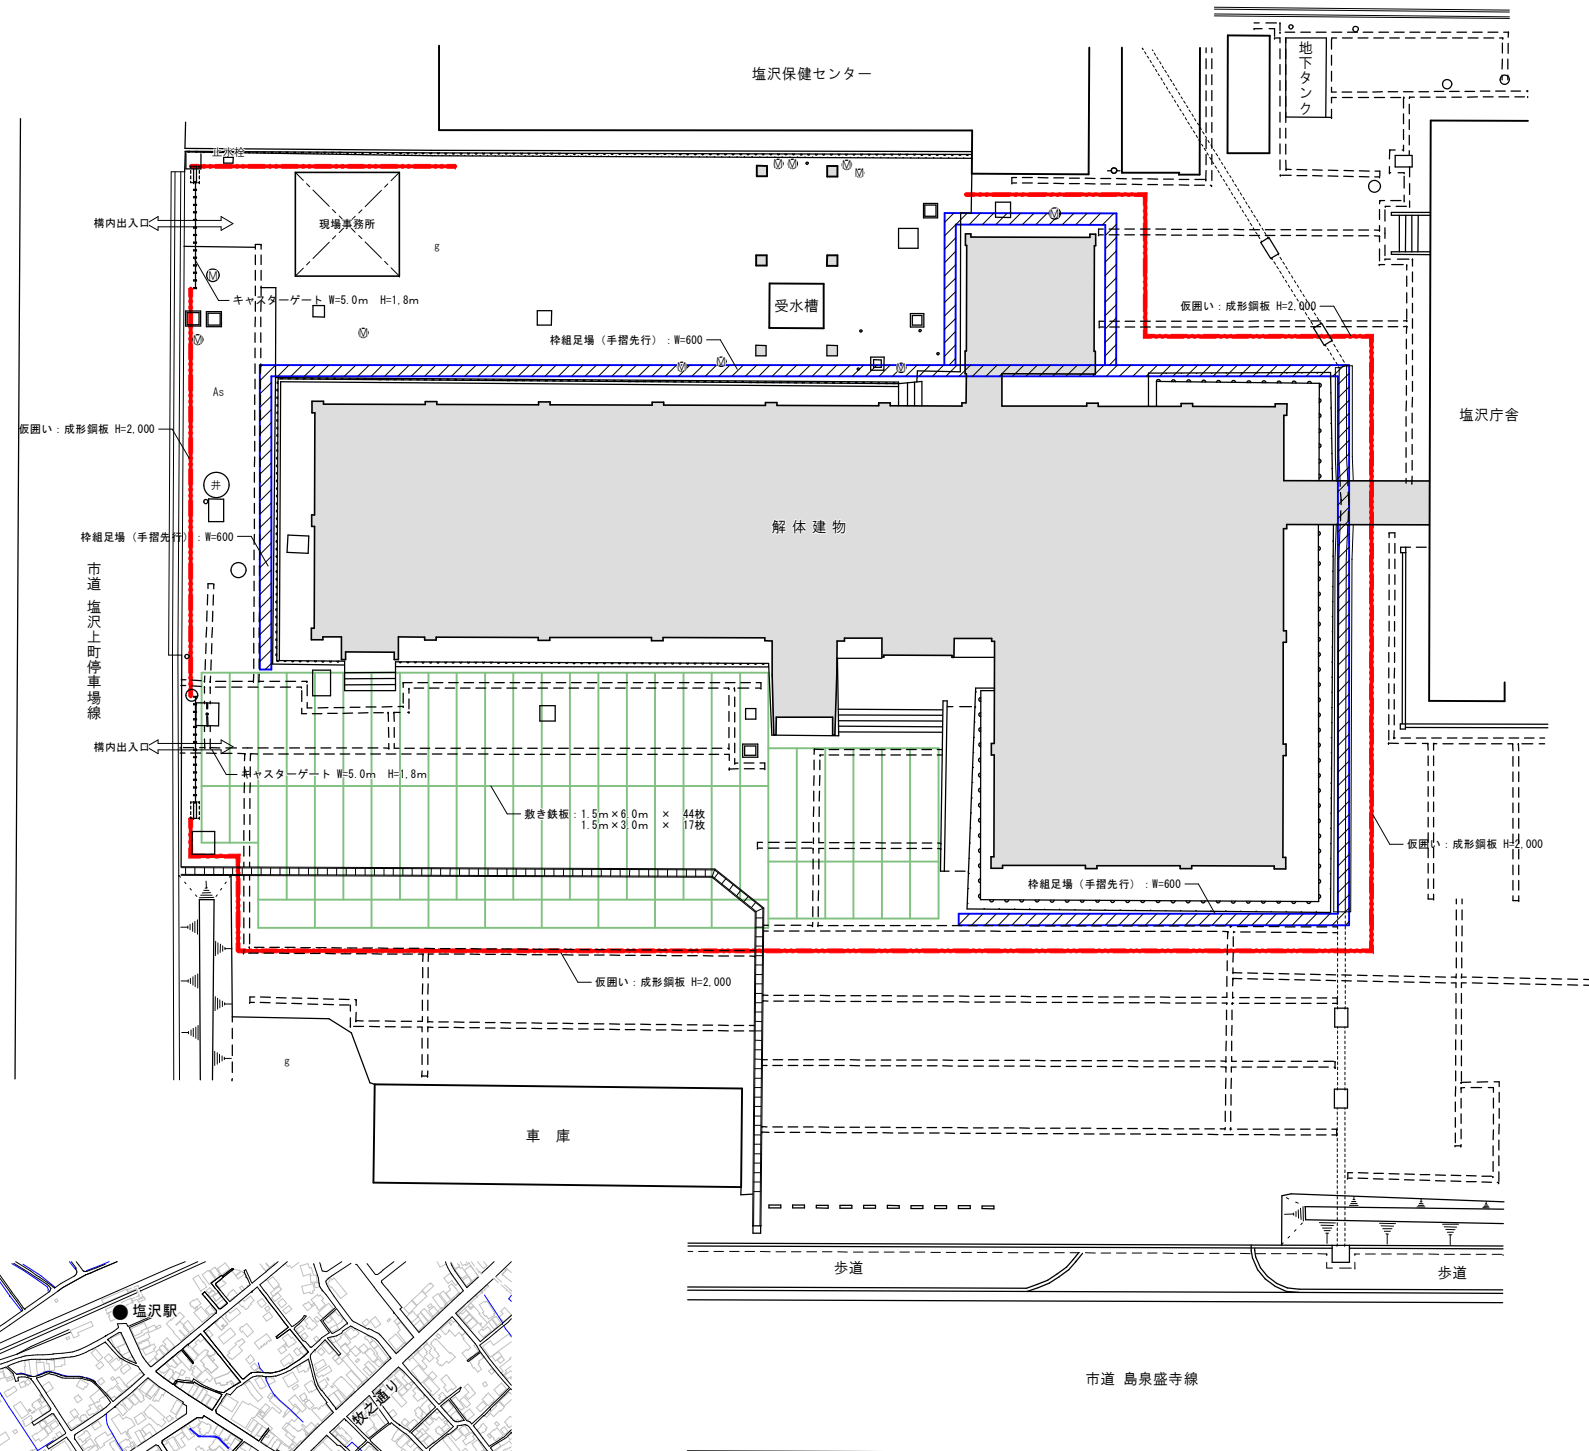 塩沢保健センター
地下タンク
止水栓
構内出入口
現場事務所
g
キャスターゲート W=5.0m H=1.8m
受水槽
仮囲い：成形鋼板 H=2,000
枠組足場（手摺先行）：W=600
As
塩沢庁舎
仮囲い：成形鋼板 H=2,000
井
解体建物
枠組足場（手摺先行）：W=600
市道 塩沢上町停車場線
構内出入口
キャスターゲート W=5.0m H=1.8m
敷き鉄板：1.5m×6.0m × 44枚
1.5m×3.0m × 17枚
仮囲い：成形鋼板 H=2,000
枠組足場（手摺先行）：W=600
仮囲い：成形鋼板 H=2,000
g
車庫
歩道
歩道
塩沢駅
牧之通り
市道 島泉盛寺線
M
M
M
M
M
M
M
M
M
M
M
M